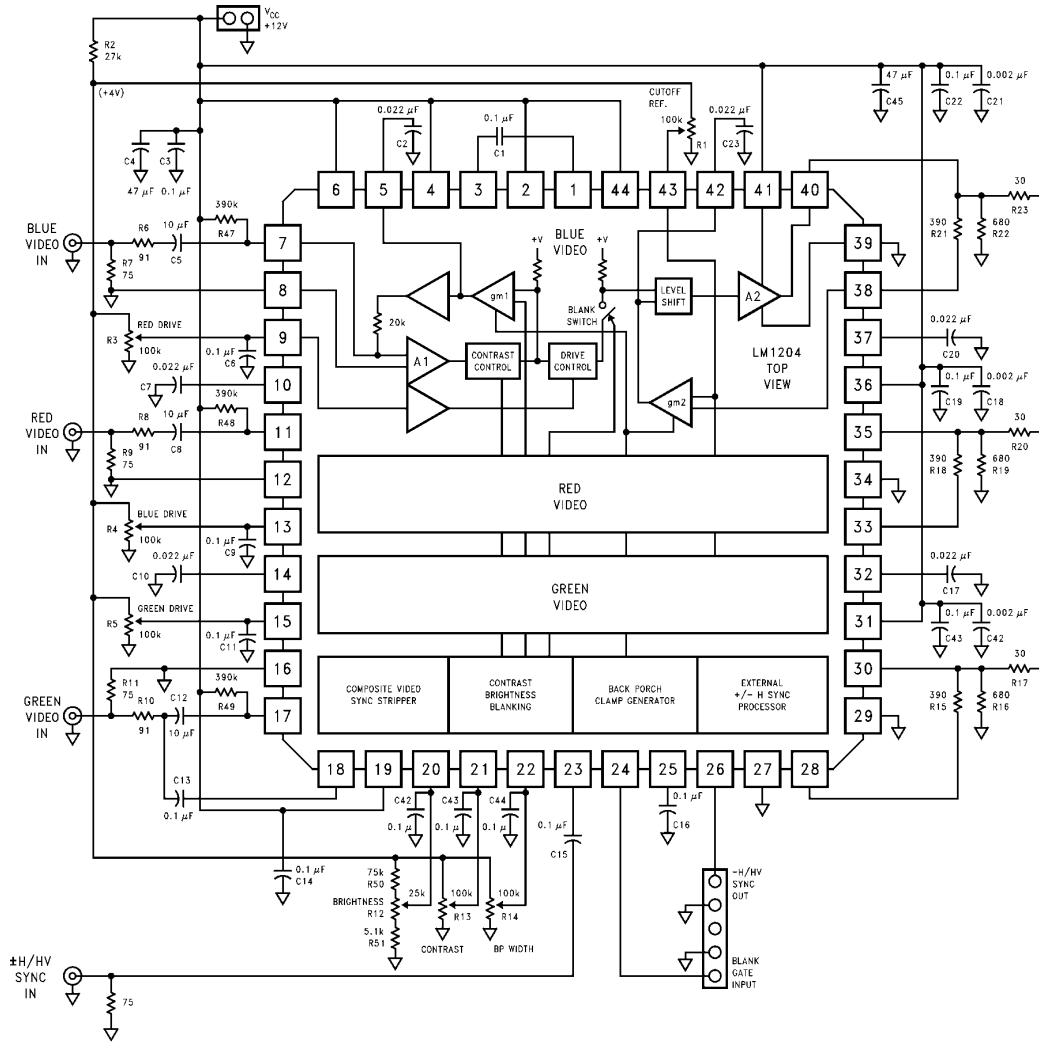 VCC
+12V
R2
27k
(+4V)
47 μF
0.1 μF
0.002 μF
C45
C22
C21
0.022 μF
C2
0.1 μF
C1
CUTOFF
REF.
100k
R1
0.022 μF
C23
C4
C3
47 μF
0.1 μF
6
5
4
3
2
1
44
43
42
41
40
30
R23
390
R21
680
R22
BLUE
VIDEO
IN
R6
91
10 μF
C5
390k
R47
R7
75
7
8
9
10
11
12
13
14
15
16
17
BLUE
VIDEO
+V
+V
gm1
LEVEL
SHIFT
A2
BLANK
SWITCH
20k
A1
CONTRAST
CONTROL
DRIVE
CONTROL
gm2
LM1204
TOP
VIEW
39
38
37
36
35
34
33
32
31
30
29
RED DRIVE
R3
100k
0.1 μF
C6
0.022 μF
C7
390k
R48
RED
VIDEO
IN
R8
91
10 μF
C8
R9
75
BLUE DRIVE
R4
100k
0.1 μF
C9
0.022 μF
C10
GREEN DRIVE
R5
100k
0.1 μF
C11
R11
75
R10
91
C12
10 μF
390k
R49
GREEN
VIDEO
IN
C13
0.1 μF
0.022 μF
C20
0.1 μF
0.002 μF
C19
C18
30
R20
390
R18
680
R19
0.022 μF
C17
0.1 μF
0.002 μF
C43
C42
30
R17
390
R15
680
R16
RED
VIDEO
GREEN
VIDEO
COMPOSITE VIDEO
SYNC STRIPPER
CONTRAST
BRIGHTNESS
BLANKING
BACK PORCH
CLAMP GENERATOR
EXTERNAL
+/- H SYNC
PROCESSOR
18
19
20
21
22
23
24
25
26
27
28
C42
0.1 μ
C43
0.1 μ
C44
0.1 μ
0.1 μF
C15
0.1 μF
C16
0.1 μF
C14
75k
R50
25k
BRIGHTNESS
R12
5.1k
R51
100k
R13
CONTRAST
100k
R14
BP WIDTH
-H/HV
SYNC
OUT
BLANK
GATE
INPUT
±H/HV
SYNC
IN
75